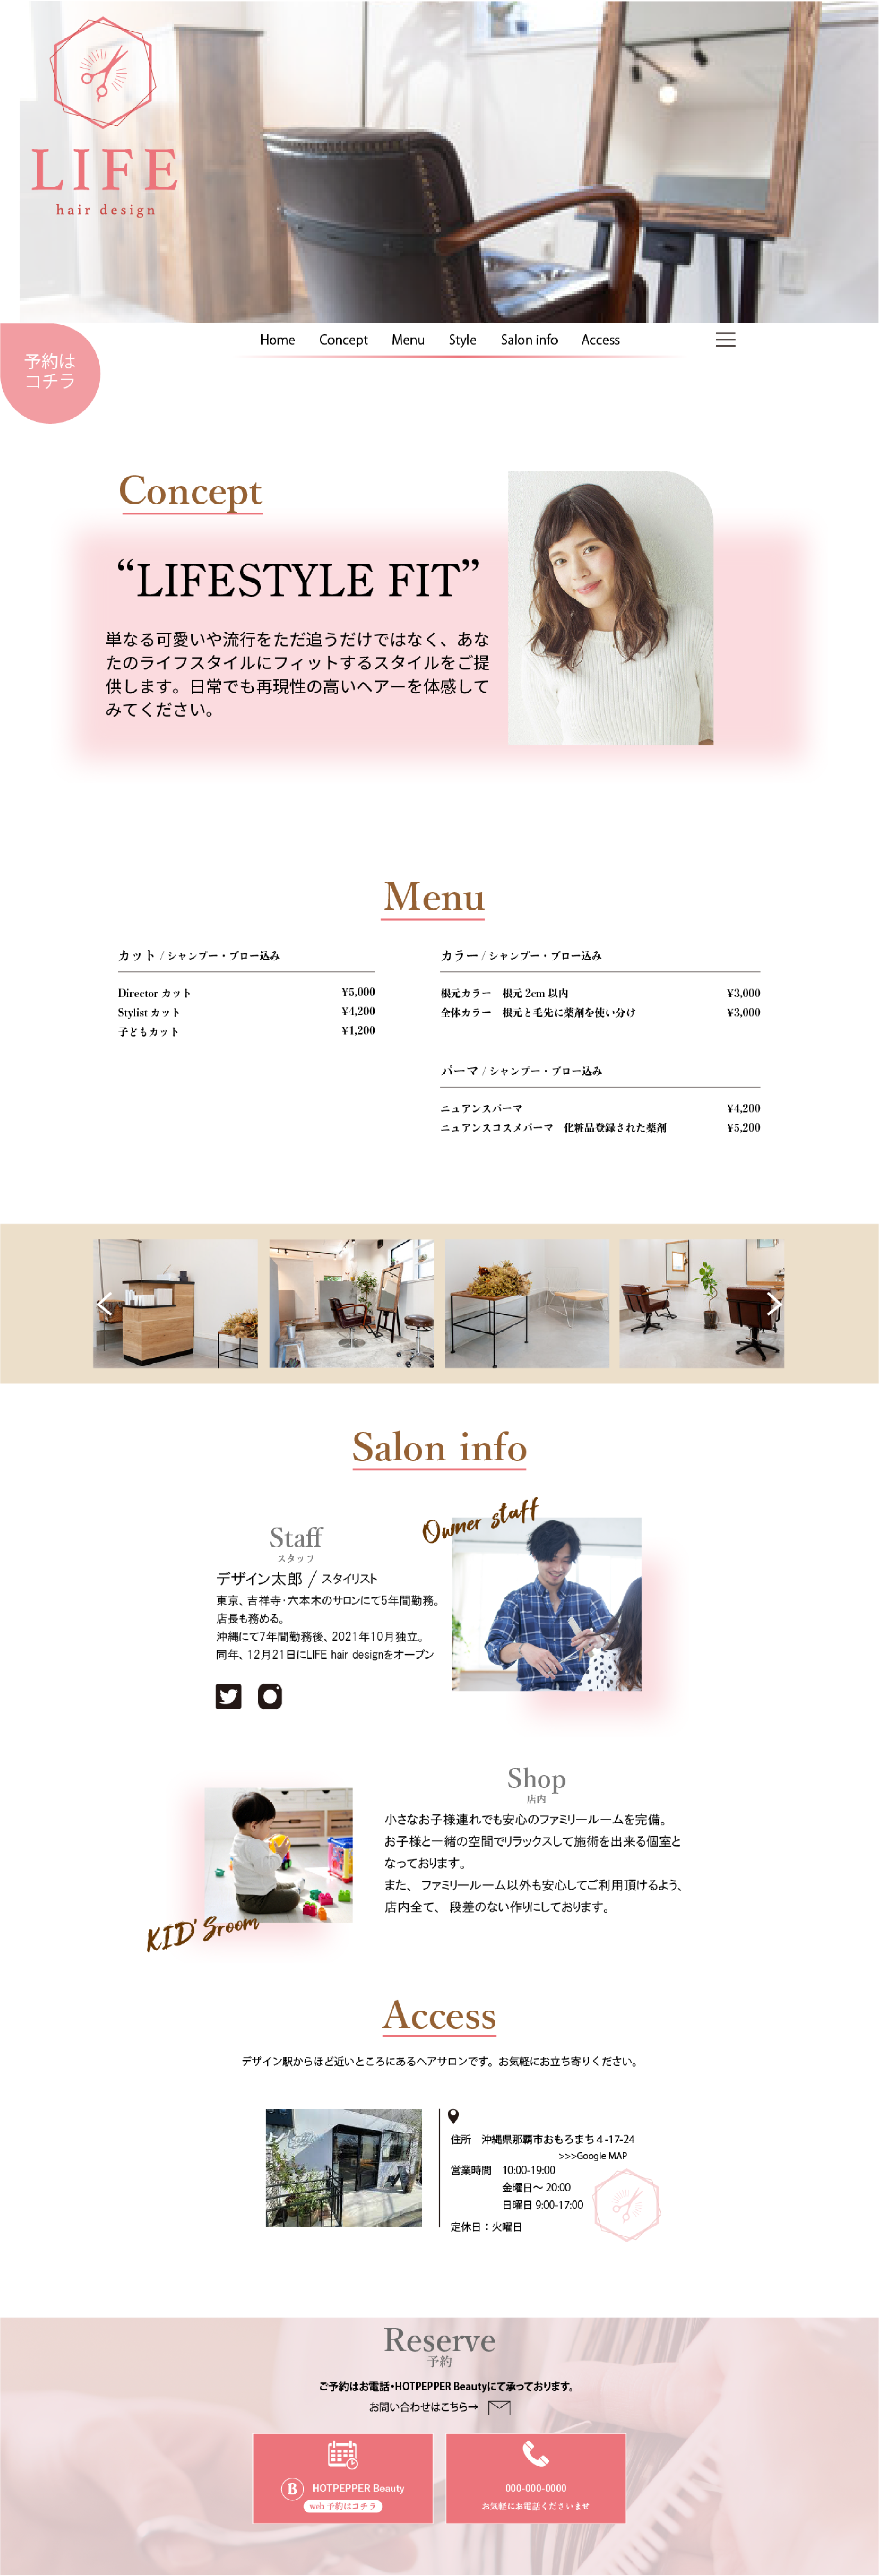 LIFE
hair design
Home Concept Menu Style Salon info Access
予約は
コチラ
Concept
“LIFESTYLE FIT”
単なる可愛いや流行をただ追うだけではなく、あな
たのライフスタイルにフィットするスタイルをご提
供します。日常でも再現性の高いヘアーを体感して
みてください。
Menu
カット / シャンプー・ブロー込み
Director カット ¥5,000
Stylist カット ¥4,200
子どもカット ¥1,200
カラー / シャンプー・ブロー込み
根元カラー 根元 2cm 以内 ¥3,000
全体カラー 根元と毛先に薬剤を使い分け ¥3,000
パーマ / シャンプー・ブロー込み
ニュアンスパーマ ¥4,200
ニュアンスコスメパーマ 化粧品登録された薬剤 ¥5,200
Salon info
Owner staff
Staff
スタッフ
デザイン太郎 / スタイリスト
東京、吉祥寺・六本木のサロンにて5年間勤務。
店長も務める。
沖縄にて7年間勤務後、2021年10月独立。
同年、12月21日にLIFE hair designをオープン
Shop
店内
小さなお子様連れでも安心のファミリールームを完備。
お子様と一緒の空間でリラックスして施術を出来る個室と
なっております。
また、ファミリールーム以外も安心してご利用頂けるよう、
店内全て、段差のない作りにしております。
KID'Sroom
Access
デザイン駅からほど近いところにあるヘアサロンです。お気軽にお立ち寄りください。
住所 沖縄県那覇市おもろまち４-17-24
>>>Google MAP
営業時間 10:00-19:00
金曜日〜 20:00
日曜日 9:00-17:00
定休日：火曜日
Reserve
予約
ご予約はお電話・HOTPEPPER Beautyにて承っております。
お問い合わせはこちら→
B HOTPEPPER Beauty
web 予約はコチラ
000-000-0000
お気軽にお電話くださいませ